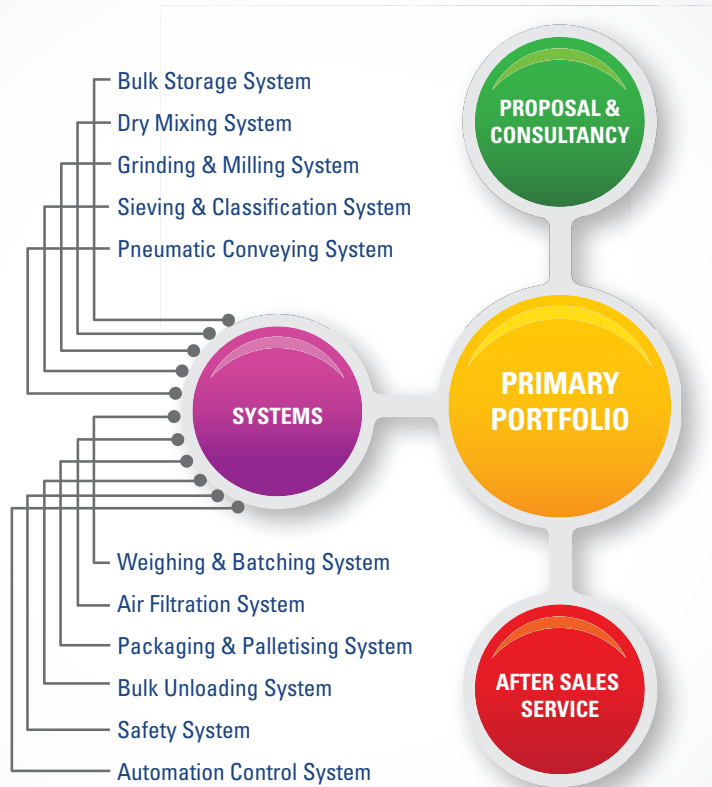 Bulk Storage System
Dry Mixing System
Grinding & Milling System
Sieving & Classification System
Pneumatic Conveying System
PROPOSAL &
CONSULTANCY
SYSTEMS
PRIMARY
PORTFOLIO
Weighing & Batching System
Air Filtration System
Packaging & Palletising System
Bulk Unloading System
Safety System
Automation Control System
AFTER SALES
SERVICE